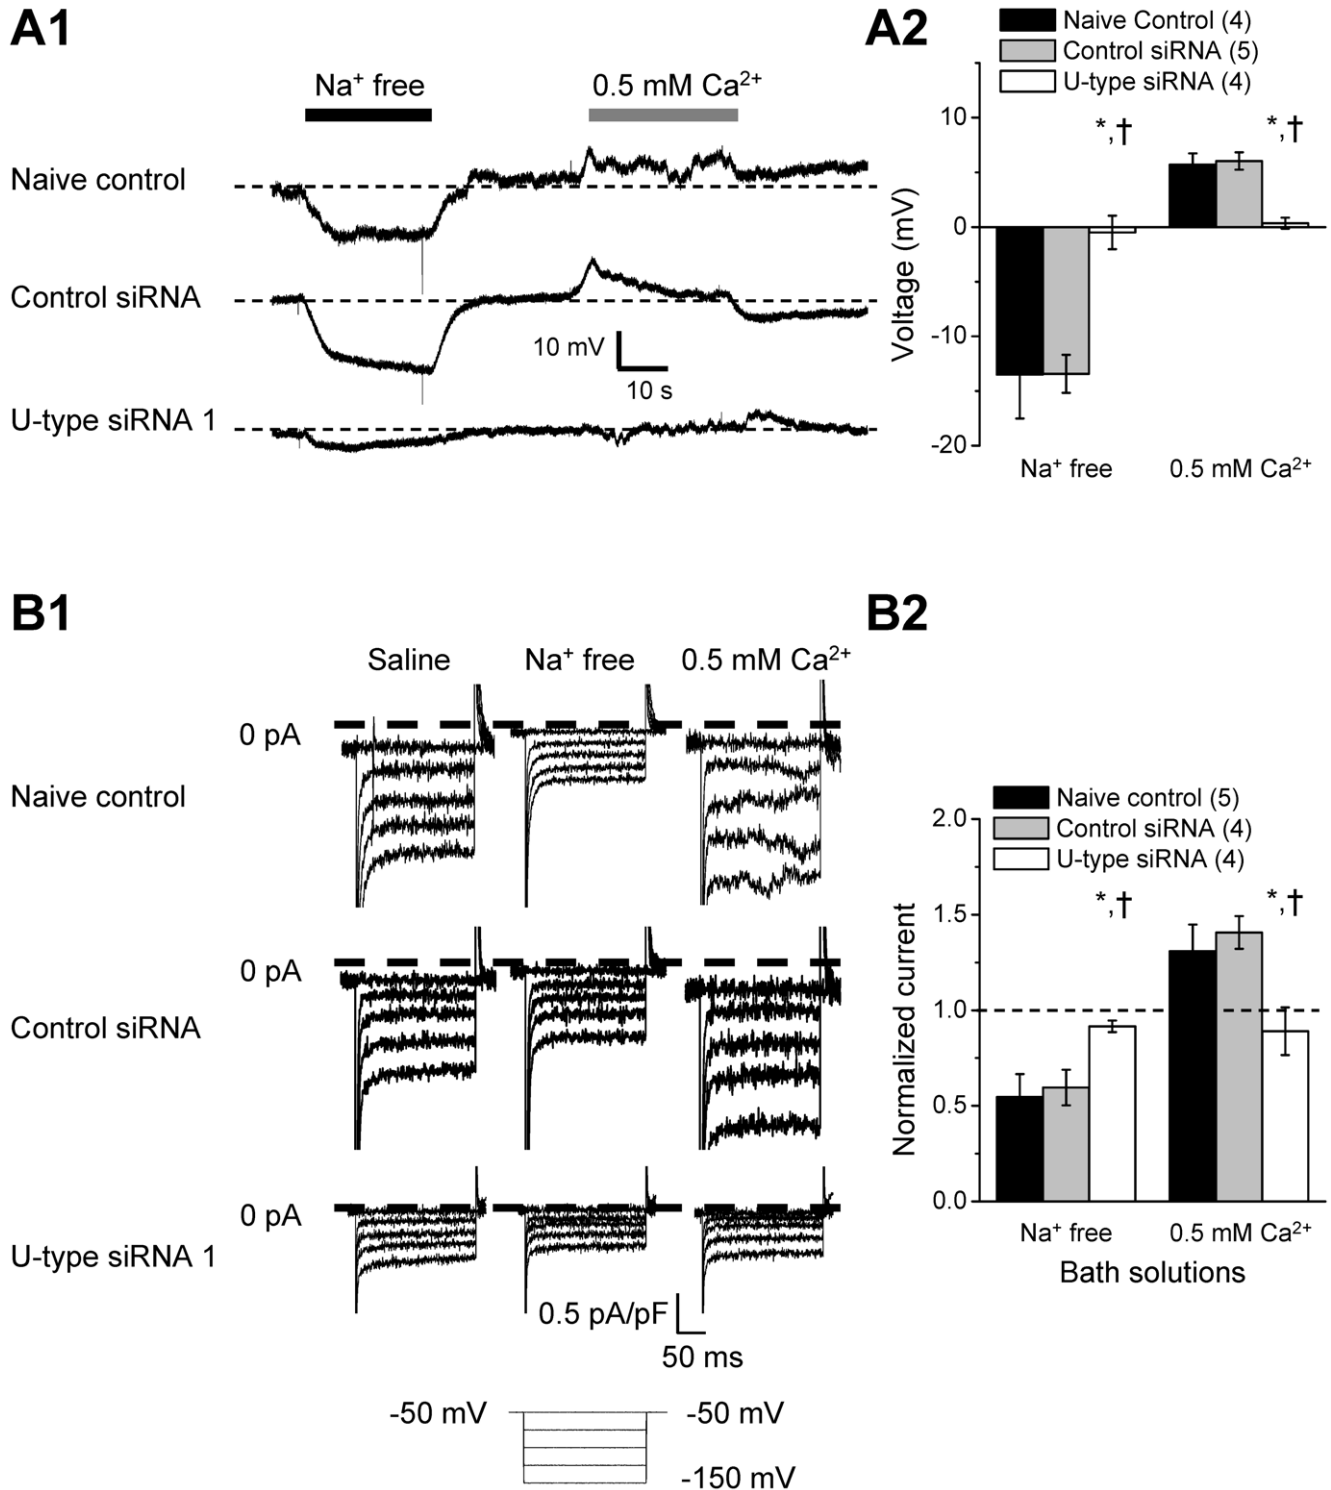 A1
Na⁺ free
0.5 mM Ca²⁺
Naive control
Control siRNA
10 mV
10 s
U-type siRNA 1
A2
Naive Control (4)
Control siRNA (5)
U-type siRNA (4)
*,†
*,†
10
0
-10
-20
Voltage (mV)
Na⁺ free
0.5 mM Ca²⁺
B1
Saline
Na⁺ free
0.5 mM Ca²⁺
0 pA
Naive control
0 pA
Control siRNA
0 pA
U-type siRNA 1
0.5 pA/pF
50 ms
-50 mV
-50 mV
-150 mV
B2
Naive control (5)
Control siRNA (4)
U-type siRNA (4)
*,†
*,†
2.0
1.5
1.0
0.5
0.0
Normalized current
Na⁺ free
0.5 mM Ca²⁺
Bath solutions